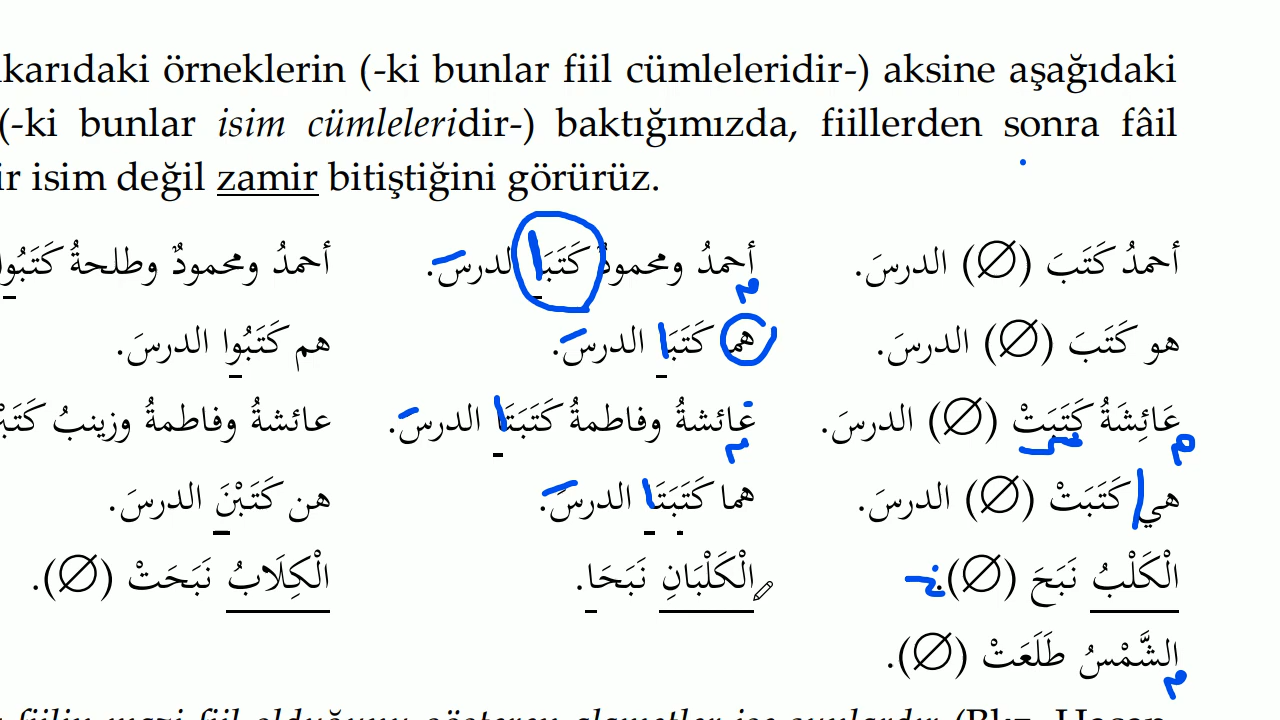 karıdaki örneklerin (-ki bunlar fiil cümleleridir-) aksine aşağıdaki
(-ki bunlar isim cümleleridir-) baktığımızda, fiillerden sonra fâil
ir isim değil zamir bitiştiğini görürüz.
أحمدُ كَتَبَ (∅) الدرسَ. أحمدُ ومحمودٌ كَتَبَا الدرسَ. أحمدُ ومحمودٌ وطلحةُ كَتَبُوا
هو كَتَبَ (∅) الدرسَ. هما كَتَبَا الدرسَ. هم كَتَبُوا الدرسَ.
عَائِشَةُ كَتَبَتْ (∅) الدرسَ. عائشةُ وفاطمةُ كَتَبَتَا الدرسَ. عائشةُ وفاطمةُ وزينبُ
هي كَتَبَتْ (∅) الدرسَ. هما كَتَبَتَا الدرسَ. هن كَتَبْنَ الدرسَ.
الْكَلْبُ نَبَحَ (∅). الْكَلْبَانِ نَبَحَا. الْكِلَابُ نَبَحَتْ (∅).
الشَّمْسُ طَلَعَتْ (∅).